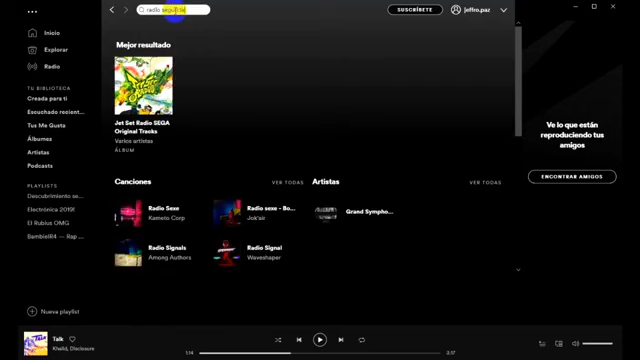 radio
SUSCRÍBETE
jeffro.paz
Inicio
Explorar
Radio
TU BIBLIOTECA
Creada para ti
Escuchado recien...
Tus Me Gusta
Álbumes
Artistas
Podcasts
PLAYLISTS
Descubrimiento se...
Electrónica 2019!
El Rubius OMG
BambielR4 — Rap ...
Nueva playlist
Mejor resultado
Jet Set Radio SEGA
Original Tracks
Varios artistas
ÁLBUM
Canciones
VER TODAS
Radio Sexe
Kameto Corp
Radio sexe - Bo...
Jok'air
Radio Signals
Among Authors
Radio Signal
Waveshaper
Artistas
VER TODAS
Grand Sympho...
Ve lo que están
reproduciendo tus
amigos
ENCONTRAR AMIGOS
Talk
Khalid, Disclosure
1:14